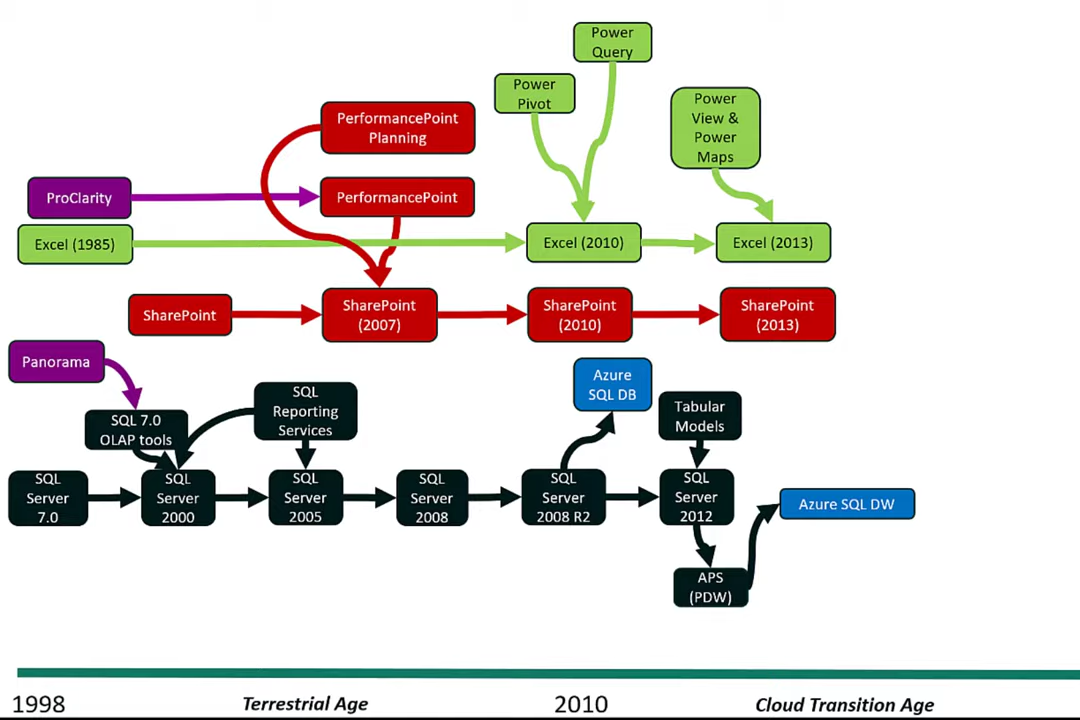 Power
Query
Power
Pivot
Power
View &
Power
Maps
PerformancePoint
Planning
ProClarity
PerformancePoint
Excel (1985)
Excel (2010)
Excel (2013)
SharePoint
SharePoint
(2007)
SharePoint
(2010)
SharePoint
(2013)
Panorama
Azure
SQL DB
SQL
Reporting
Services
Tabular
Models
SQL 7.0
OLAP tools
SQL
Server
7.0
SQL
Server
2000
SQL
Server
2005
SQL
Server
2008
SQL
Server
2008 R2
SQL
Server
2012
Azure SQL DW
APS
(PDW)
1998
Terrestrial Age
2010
Cloud Transition Age